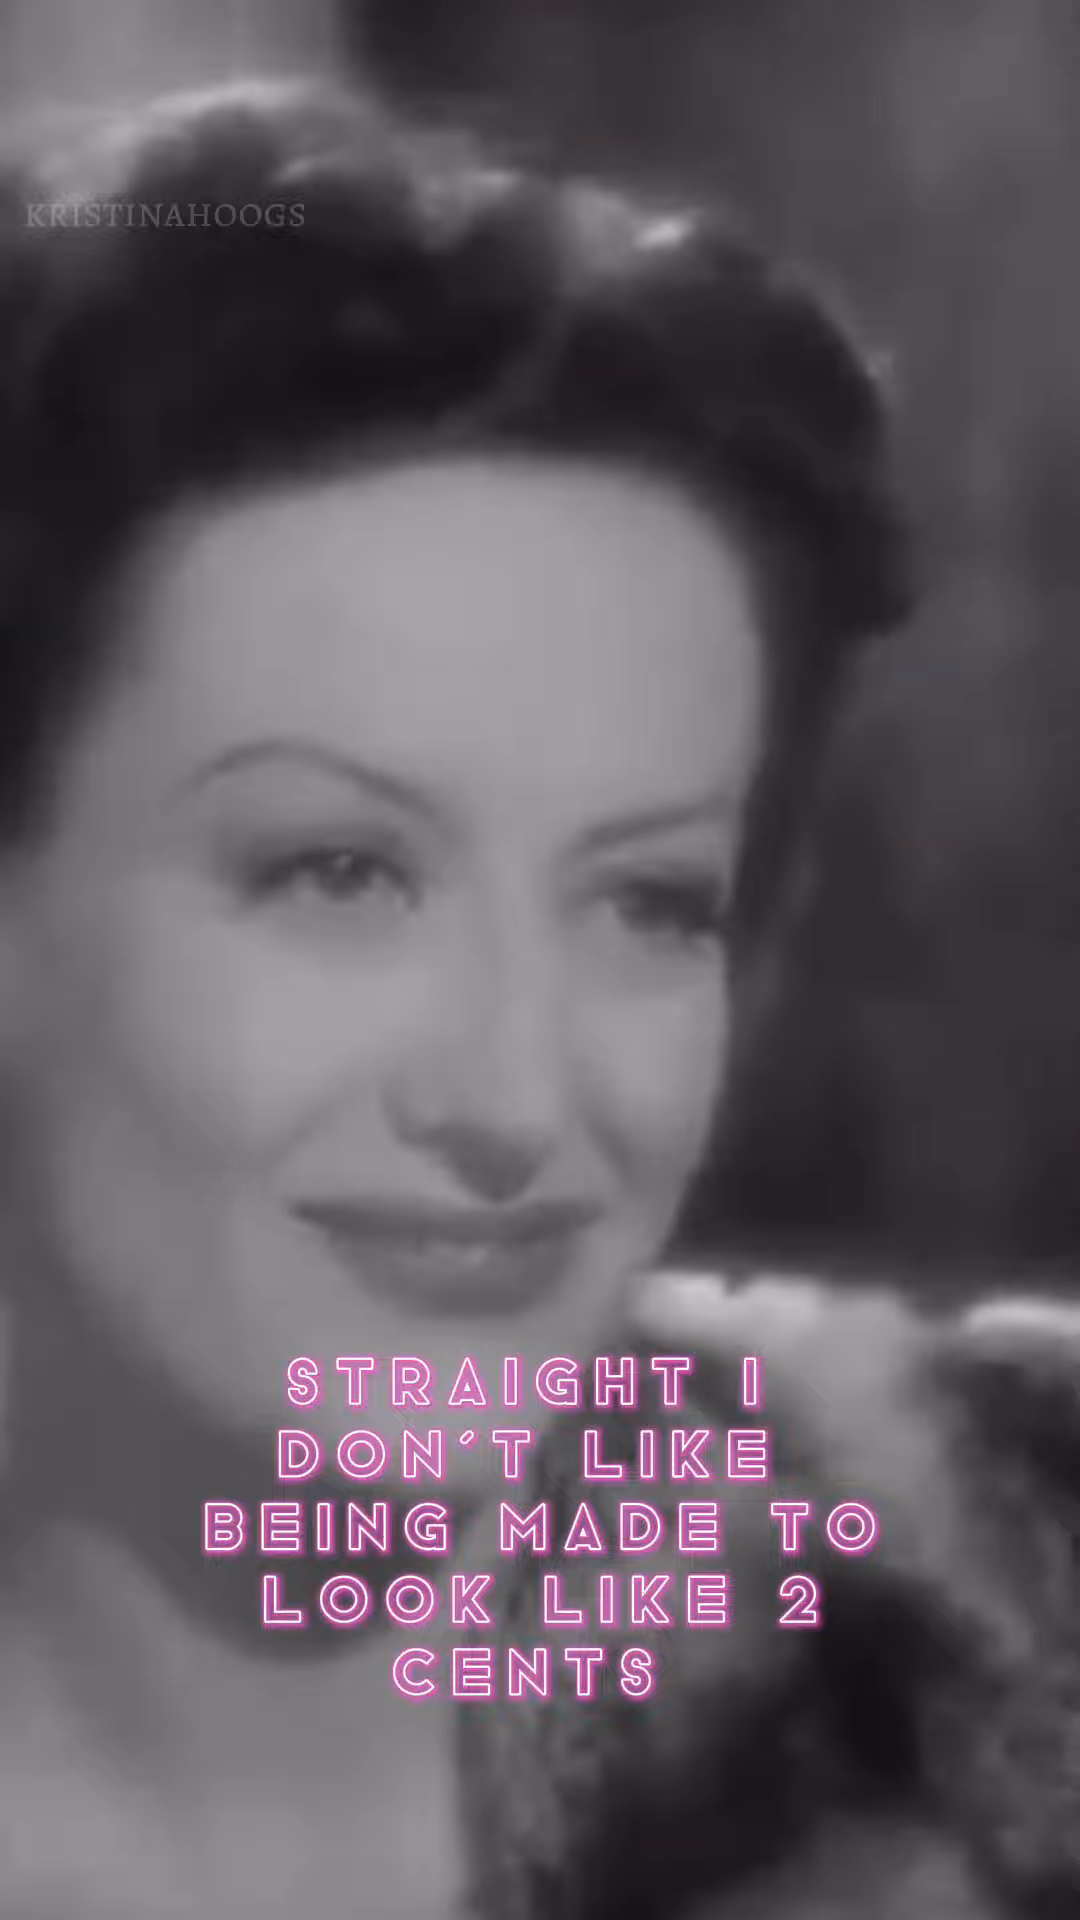 KRISTINAHOOGS
STRAIGHT I
DON'T LIKE
BEING MADE TO
LOOK LIKE 2
CENTS